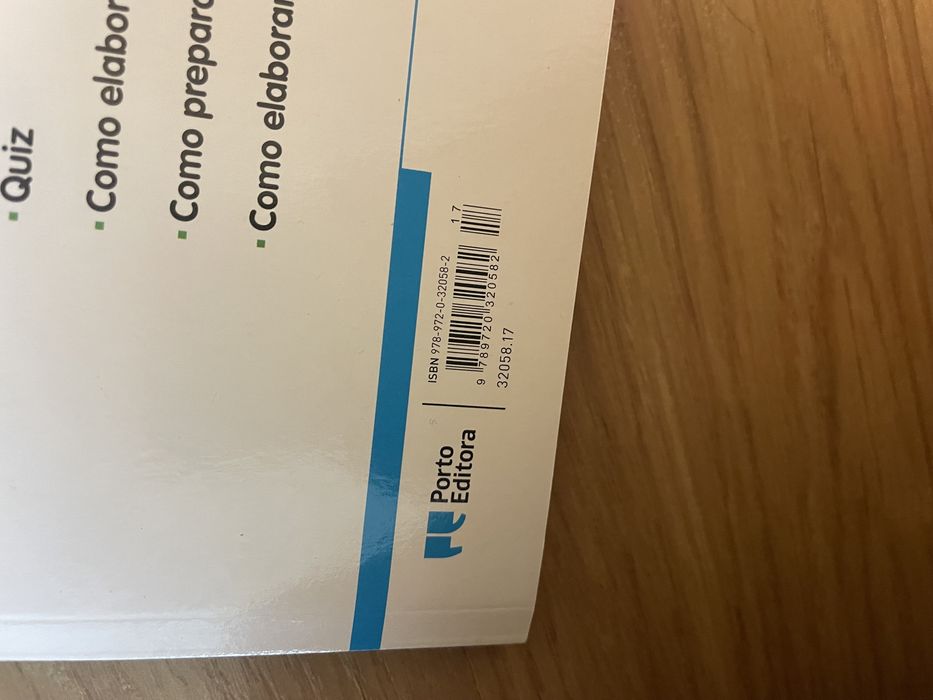 Quiz
Como elabor
Como prepar
Como elaborar
Porto
Editora
ISBN 978-972-0-32058-2
17
9 789720 320582
32058.17